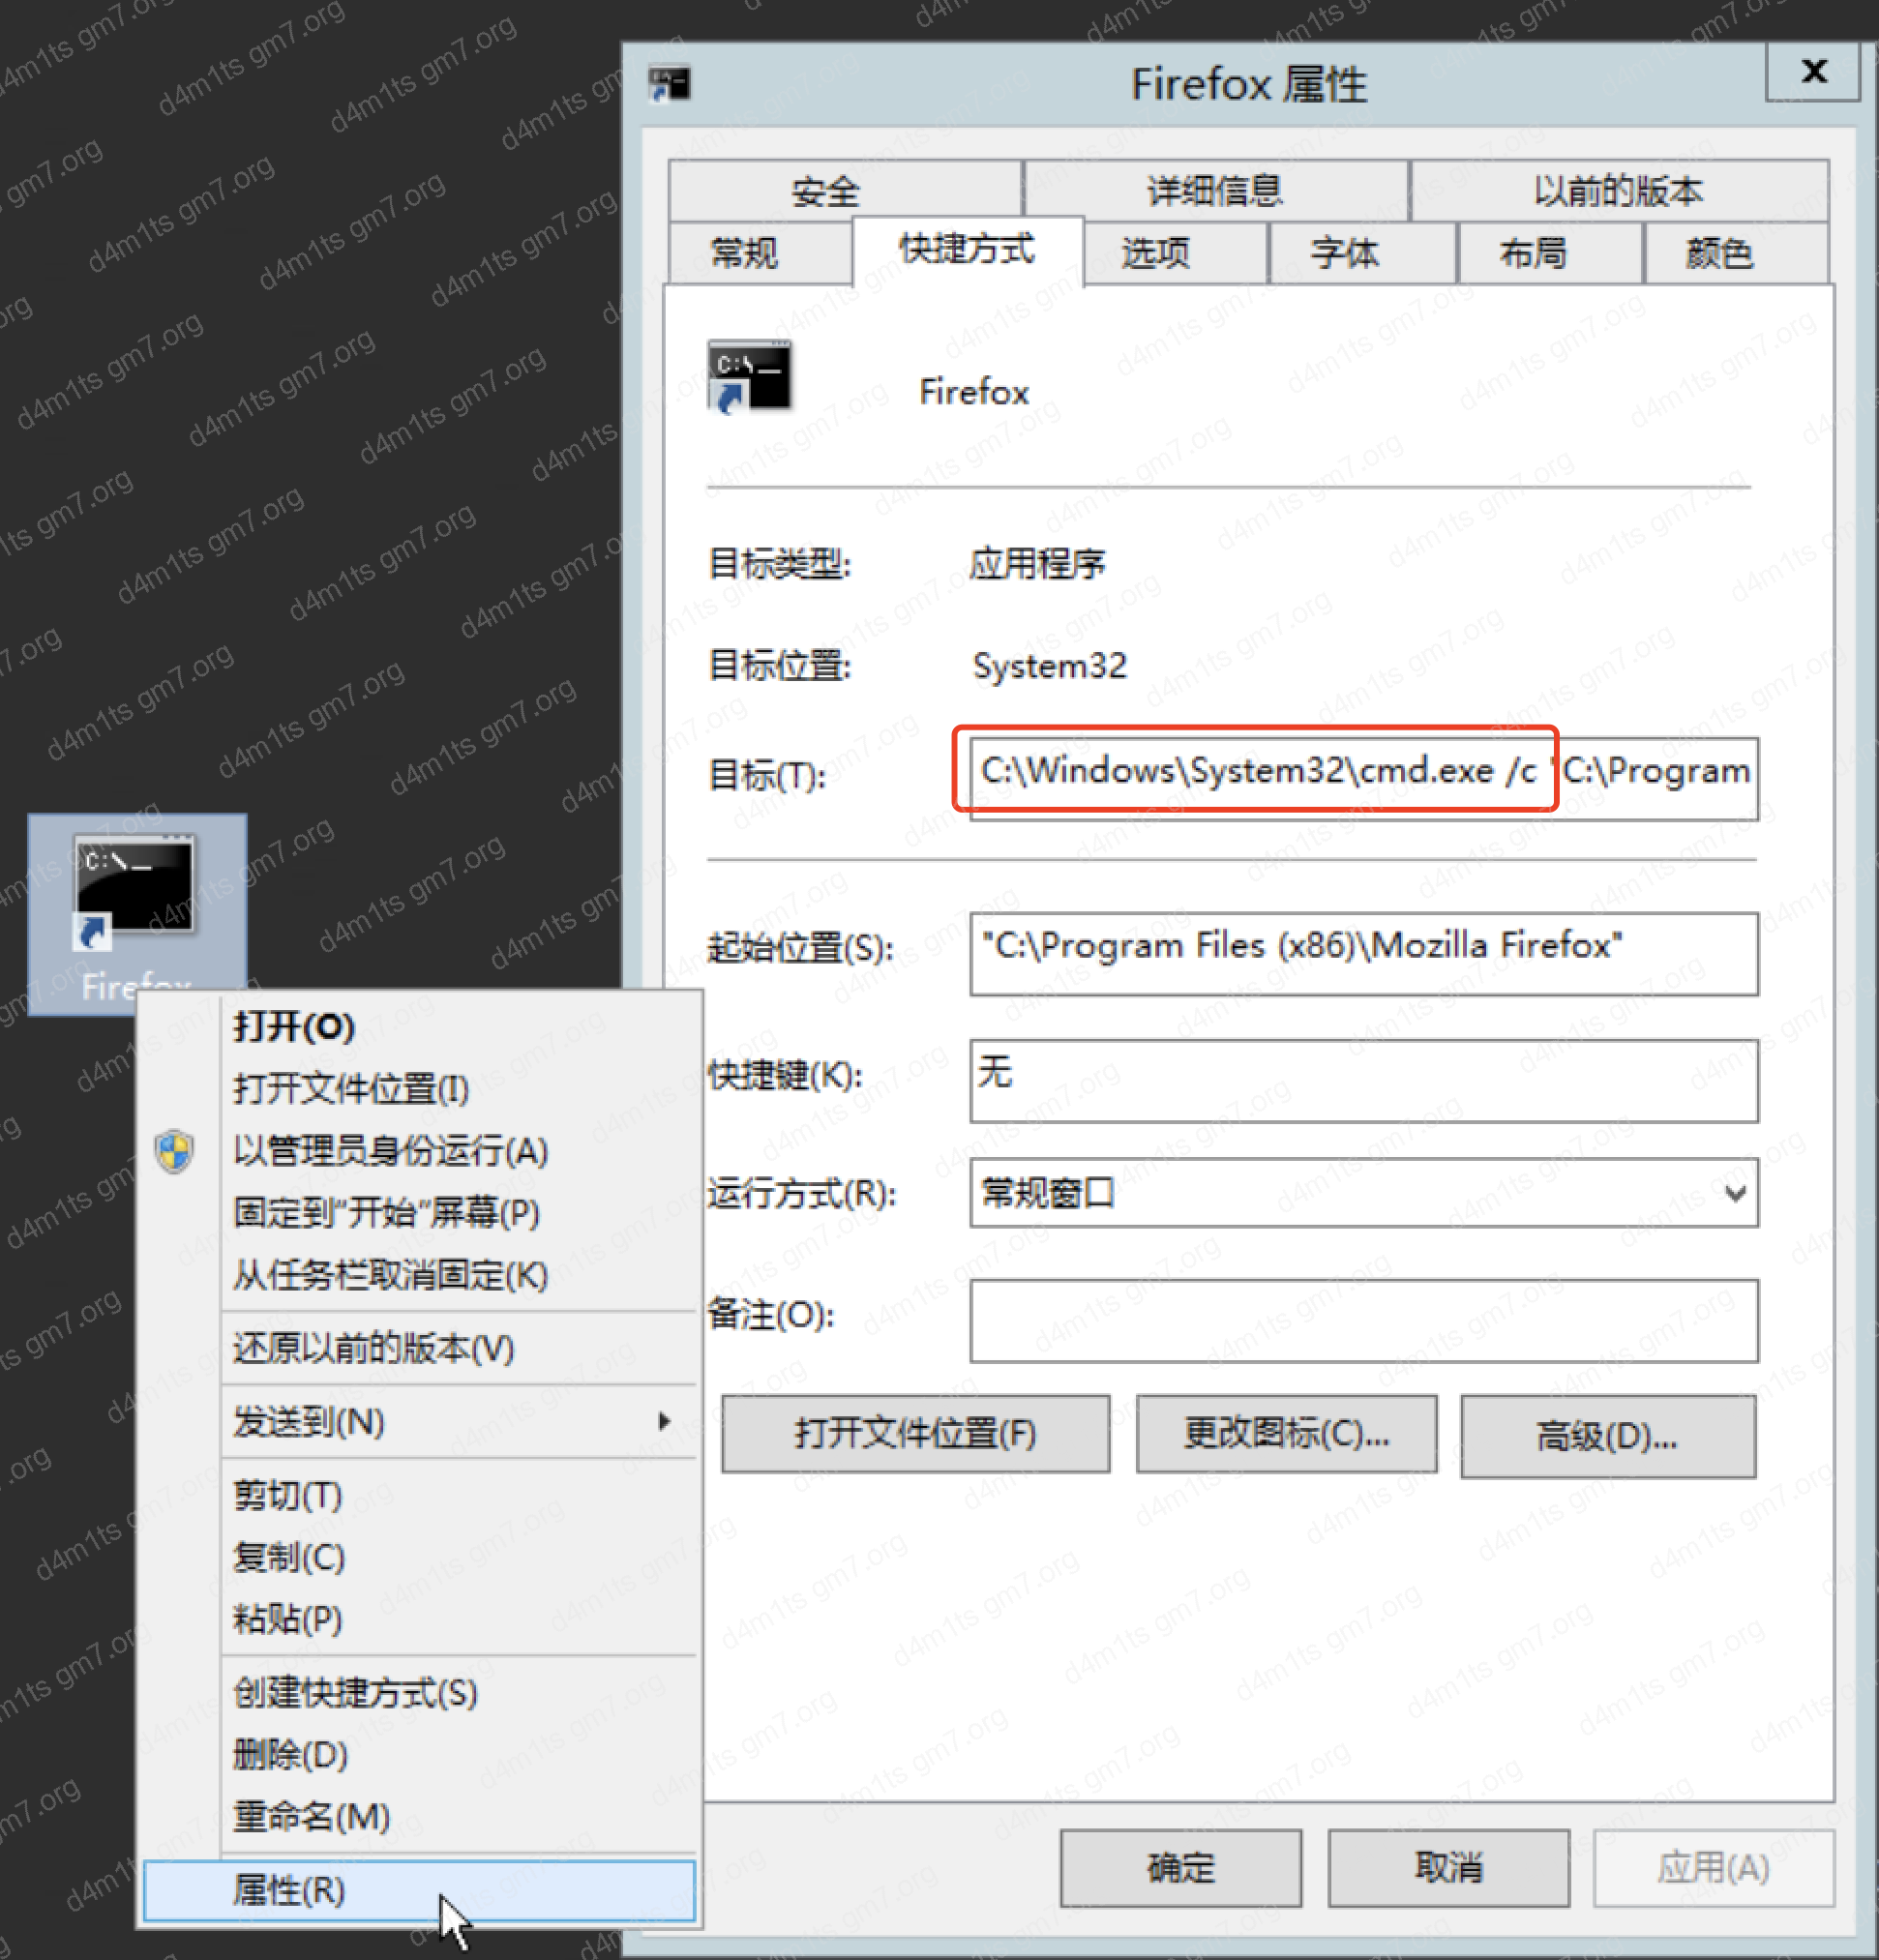 Firefox 属性
安全 详细信息 以前的版本
常规 快捷方式 选项 字体 布局 颜色
C:\_
Firefox
目标类型: 应用程序
目标位置: System32
目标(T): C:\Windows\System32\cmd.exe /c "C:\Program
起始位置(S): "C:\Program Files (x86)\Mozilla Firefox"
快捷键(K): 无
运行方式(R): 常规窗口
备注(O):
打开文件位置(F) 更改图标(C)... 高级(D)...
确定 取消 应用(A)
C:\_
Firefox
打开(O)
打开文件位置(I)
以管理员身份运行(A)
固定到"开始"屏幕(P)
从任务栏取消固定(K)
还原以前的版本(V)
发送到(N)
剪切(T)
复制(C)
粘贴(P)
创建快捷方式(S)
删除(D)
重命名(M)
属性(R)
d4m1ts gm7.org